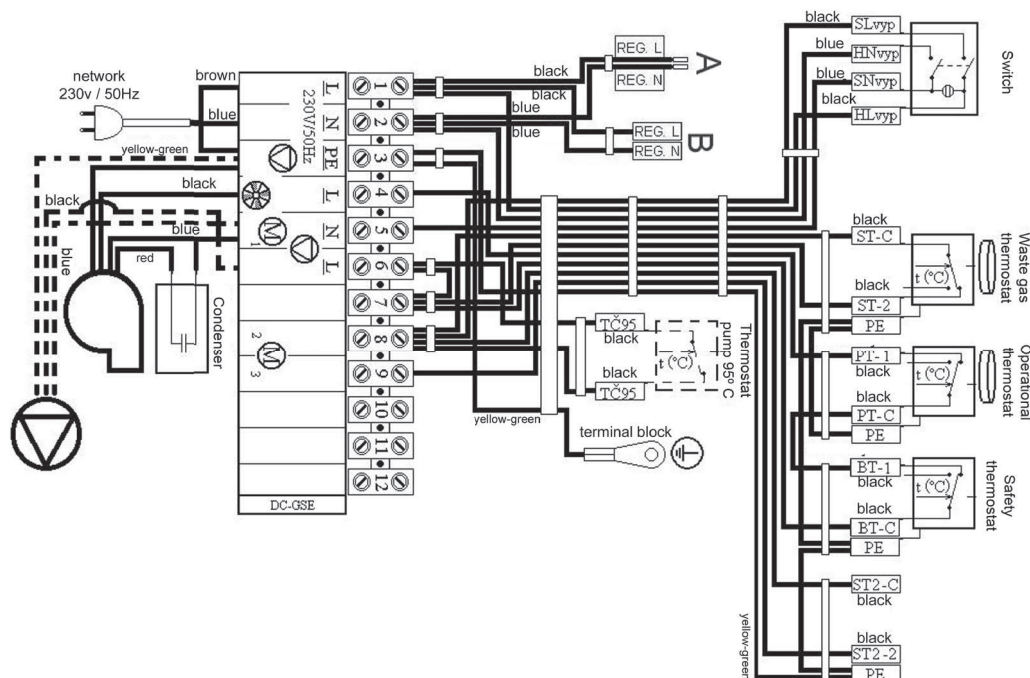 network
230v / 50Hz
brown
blue
yellow-green
black
black
blue
blue
red
Condenser
L
N
PE
L
N
L
230V/50Hz
M
1
2
M
3
DC-GSE
1
2
3
4
5
6
7
8
9
10
11
12
black
black
blue
blue
REG. L
REG. N
A
REG. L
REG. N
B
TČ95
black
black
TČ95
t (°C)
Thermostat
pump 95º C
yellow-green
terminal block
black
SLvyp
blue
HNvyp
blue
SNvyp
black
HLvyp
Switch
black
ST-C
t (°C)
black
ST-2
PE
Waste gas
thermostat
PT-1
black
t (°C)
black
PT-C
PE
Operational
thermostat
BT-1
black
t (°C)
black
BT-C
PE
Safety
thermostat
ST2-C
black
yellow-green
black
ST2-2
PE